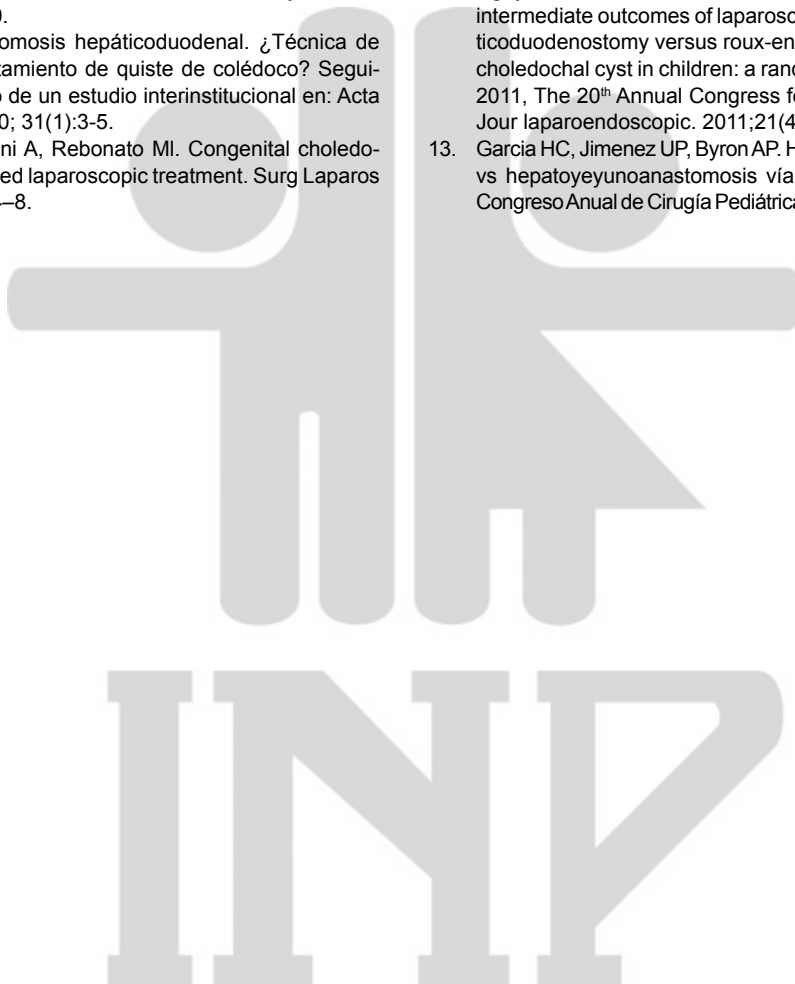 omosis hepáticoduodenal. ¿Técnica de
tamiento de quiste de colédoco? Segui-
o de un estudio interinstitucional en: Acta
0; 31(1):3-5.
ni A, Rebonato MI. Congenital choledo-
ed laparoscopic treatment. Surg Laparos
–8.
intermediate outcomes of laparosc
ticoduodenostomy versus roux-en
choledochal cyst in children: a rand
2011, The 20th Annual Congress fo
Jour laparoendoscopic. 2011;21(4
13. Garcia HC, Jimenez UP, Byron AP. H
vs hepatoyeyunoanastomosis vía
Congreso Anual de Cirugía Pediátrica
INP